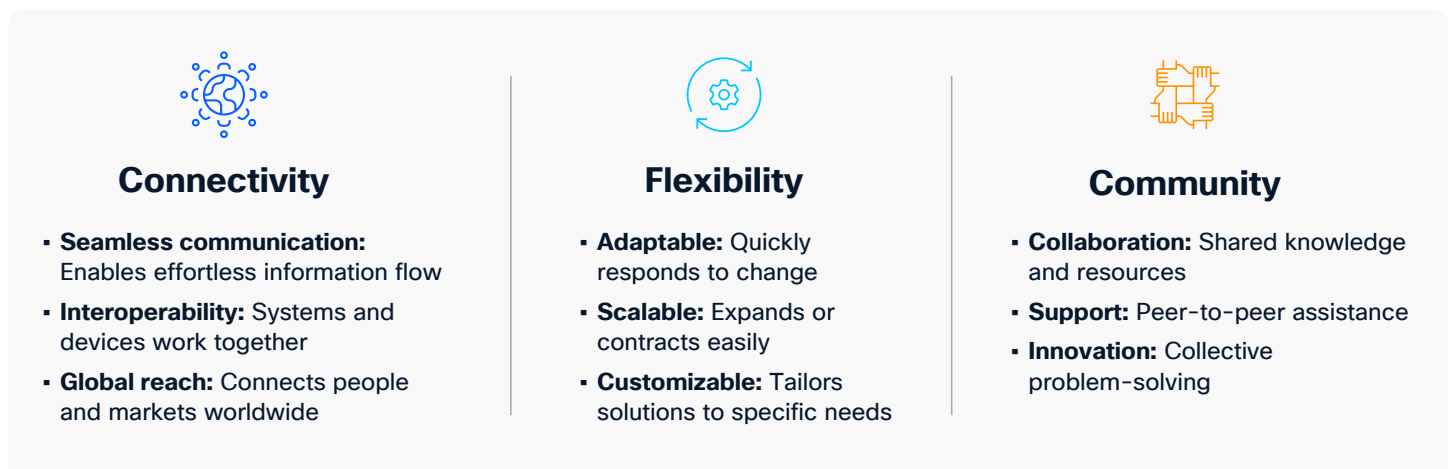 Connectivity
▪ Seamless communication:
Enables effortless information flow
▪ Interoperability: Systems and
devices work together
▪ Global reach: Connects people
and markets worldwide
Flexibility
▪ Adaptable: Quickly
responds to change
▪ Scalable: Expands or
contracts easily
▪ Customizable: Tailors
solutions to specific needs
Community
▪ Collaboration: Shared knowledge
and resources
▪ Support: Peer-to-peer assistance
▪ Innovation: Collective
problem-solving